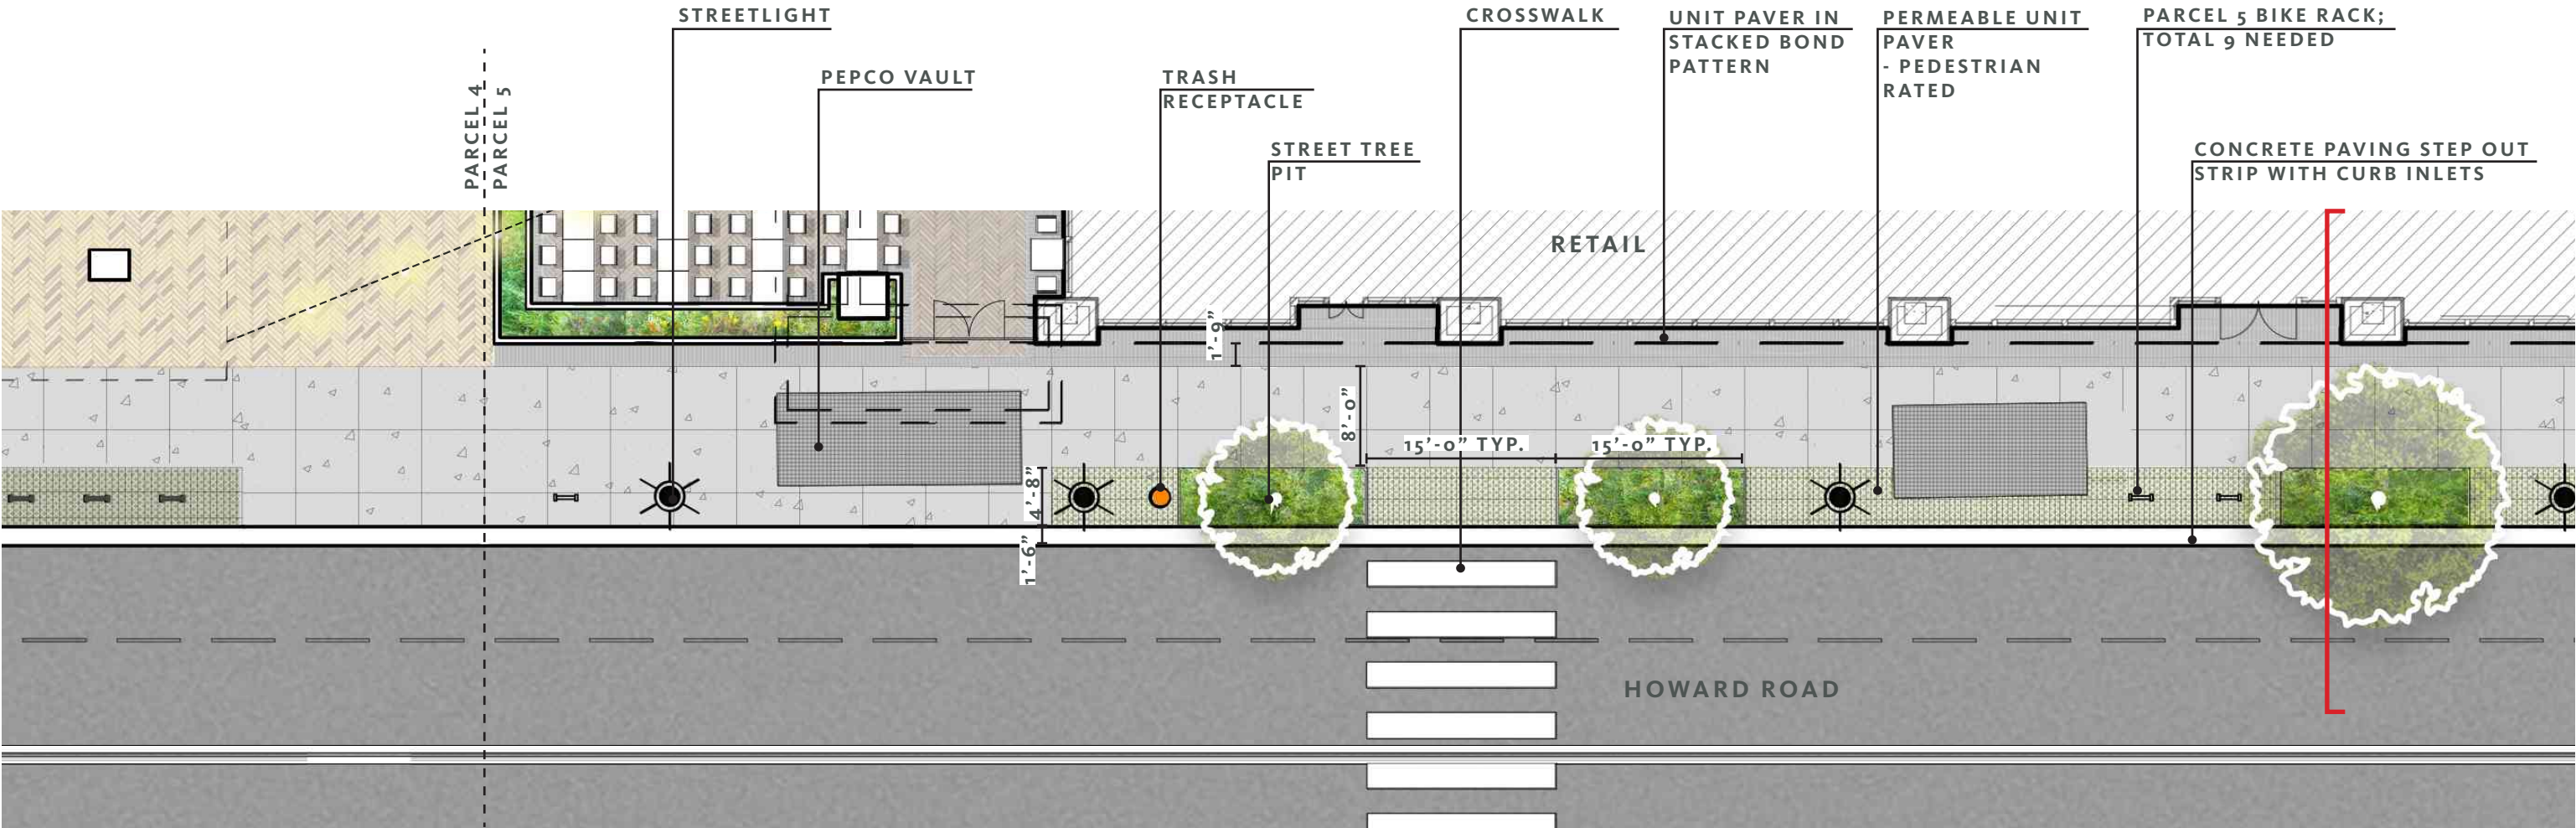 STREETLIGHT
CROSSWALK
UNIT PAVER IN
STACKED BOND
PATTERN
PERMEABLE UNIT
PAVER
- PEDESTRIAN
RATED
PARCEL 5 BIKE RACK;
TOTAL 9 NEEDED
PEPCO VAULT
TRASH
RECEPTACLE
STREET TREE
PIT
CONCRETE PAVING STEP OUT
STRIP WITH CURB INLETS
PARCEL 4
PARCEL 5
RETAIL
1'-9"
8'-0"
15'-0" TYP.
15'-0" TYP.
4'-8"
1'-6"
HOWARD ROAD